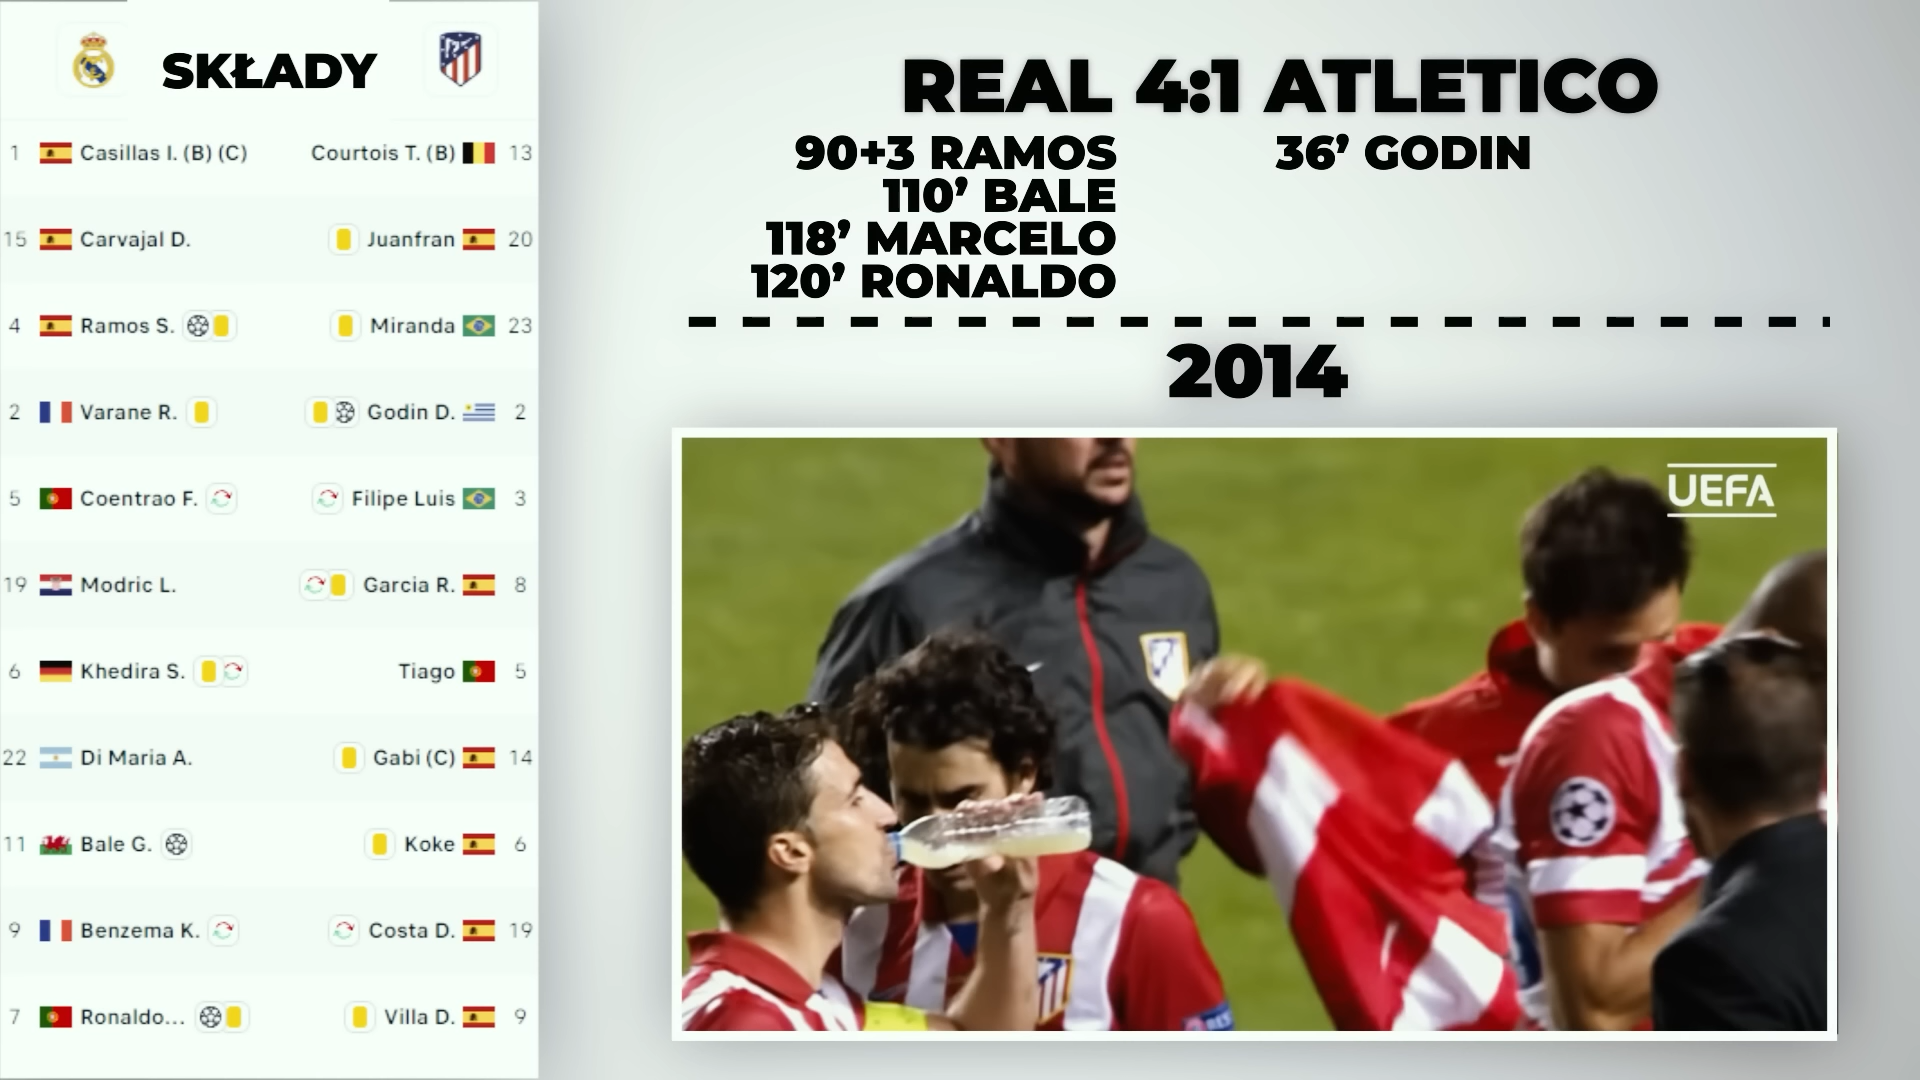 SKŁADY
1 Casillas I. (B) (C) Courtois T. (B) 13
15 Carvajal D. Juanfran 20
4 Ramos S. Miranda 23
2 Varane R. Godin D. 2
5 Coentrao F. Filipe Luis 3
19 Modric L. Garcia R. 8
6 Khedira S. Tiago 5
22 Di Maria A. Gabi (C) 14
11 Bale G. Koke 6
9 Benzema K. Costa D. 19
7 Ronaldo... Villa D. 9
REAL 4:1 ATLETICO
90+3 RAMOS 36’ GODIN
110’ BALE
118’ MARCELO
120’ RONALDO
2014
UEFA
RES